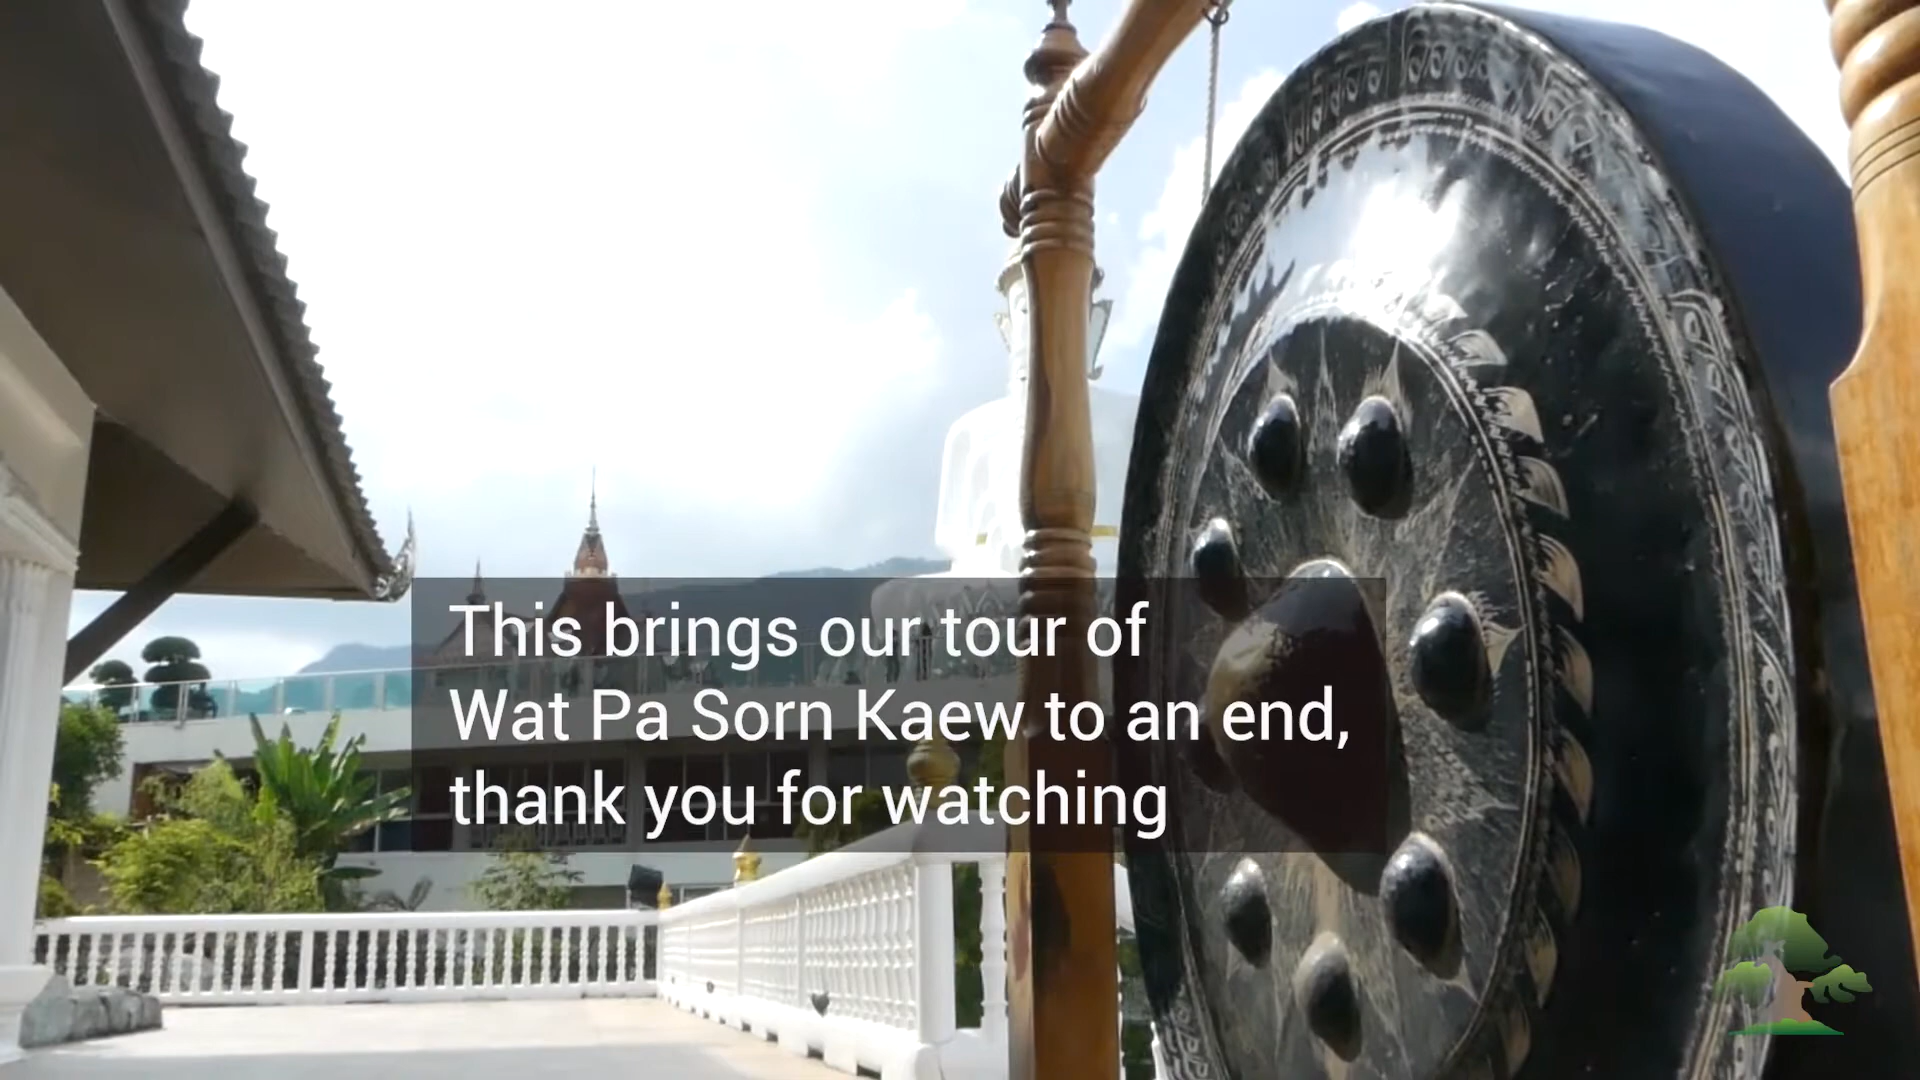 This brings our tour of
Wat Pa Sorn Kaew to an end,
thank you for watching